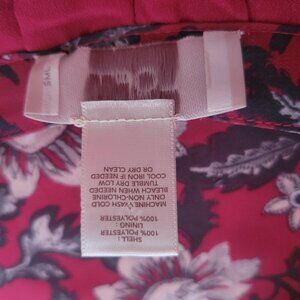 SHELL:
100% POLYESTER
LINING:
100% POLYESTER
MACHINE WASH COLD
ONLY NON-CHLORINE
BLEACH WHEN NEEDED
TUMBLE DRY LOW
COOL IRON IF NEEDED
OR DRY CLEAN